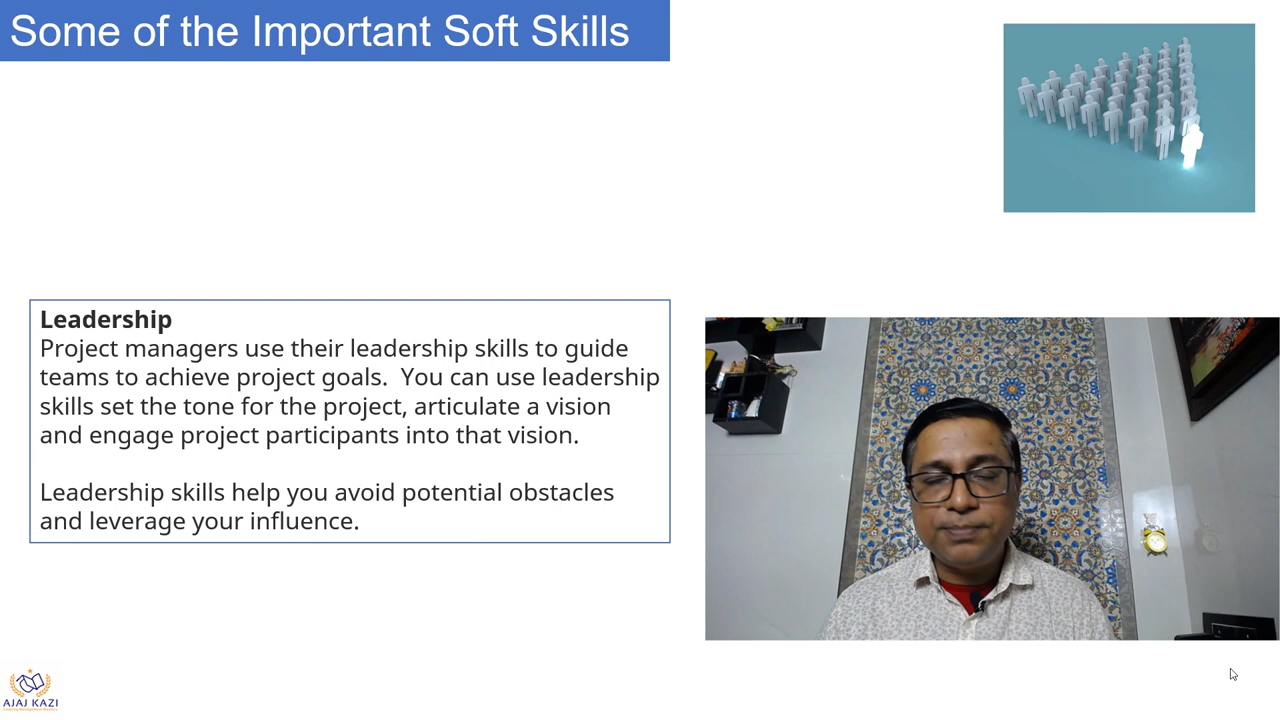 Some of the Important Soft Skills
Leadership
Project managers use their leadership skills to guide
teams to achieve project goals.  You can use leadership
skills set the tone for the project, articulate a vision
and engage project participants into that vision.
Leadership skills help you avoid potential obstacles
and leverage your influence.
AJAJ KAZI